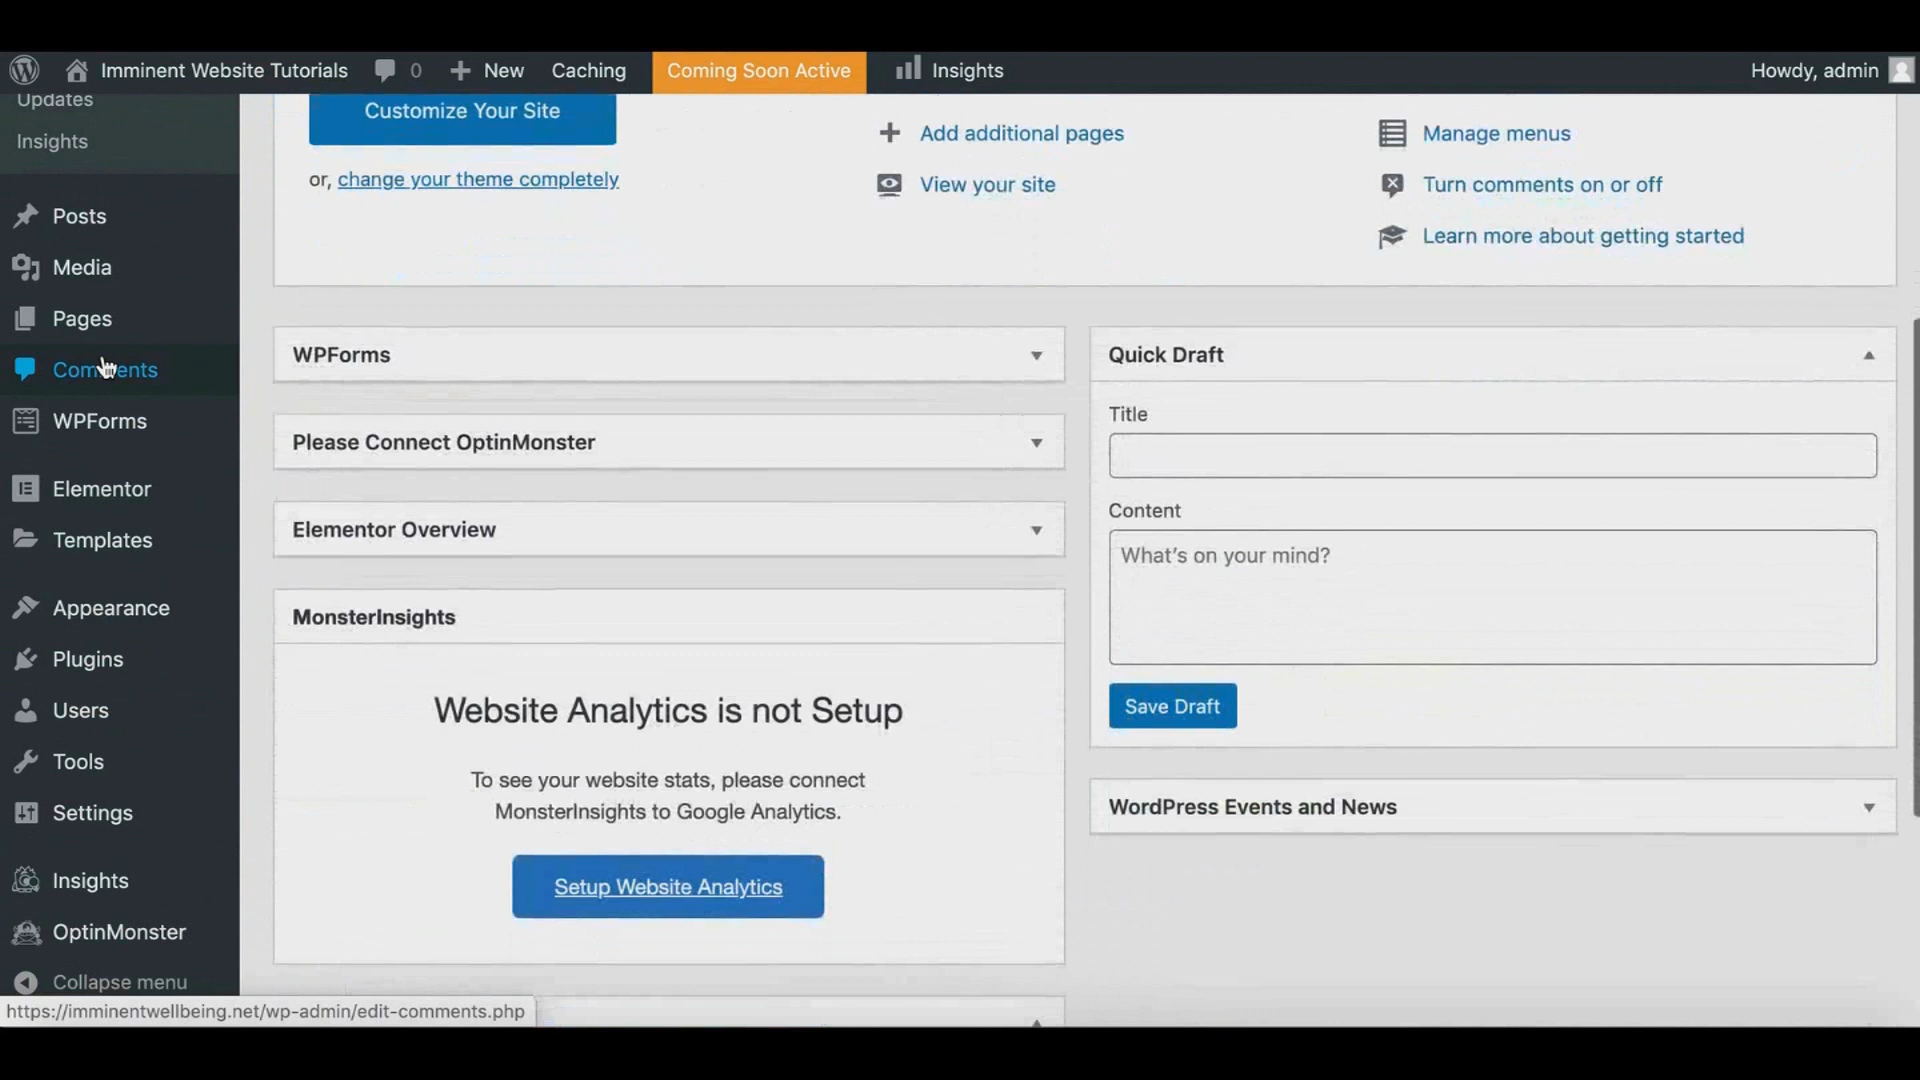 Imminent Website Tutorials 0 New Caching Coming Soon Active Insights Howdy, admin
Updates
Insights
Posts
Media
Pages
Comments
WPForms
Elementor
Templates
Appearance
Plugins
Users
Tools
Settings
Insights
OptinMonster
Collapse menu
Customize Your Site
or, change your theme completely
Add additional pages
View your site
Manage menus
Turn comments on or off
Learn more about getting started
WPForms
Please Connect OptinMonster
Elementor Overview
MonsterInsights
Website Analytics is not Setup
To see your website stats, please connect
MonsterInsights to Google Analytics.
Setup Website Analytics
Quick Draft
Title
Content
What's on your mind?
Save Draft
WordPress Events and News
https://imminentwellbeing.net/wp-admin/edit-comments.php